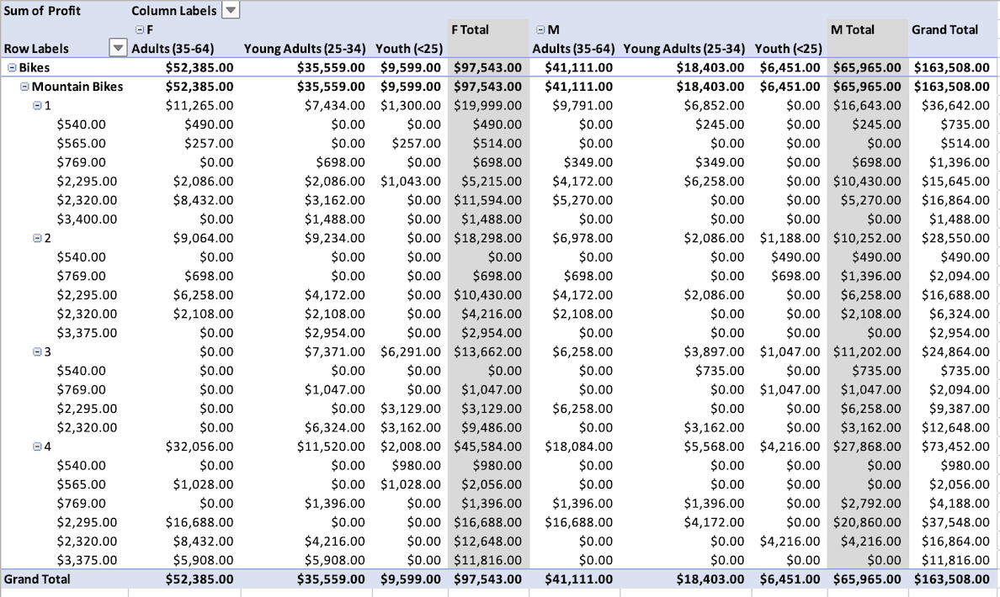 Sum of Profit Column Labels
F F Total M M Total Grand Total
Row Labels Adults (35-64) Young Adults (25-34) Youth (<25) Adults (35-64) Young Adults (25-34) Youth (<25)
Bikes $52,385.00 $35,559.00 $9,599.00 $97,543.00 $41,111.00 $18,403.00 $6,451.00 $65,965.00 $163,508.00
Mountain Bikes $52,385.00 $35,559.00 $9,599.00 $97,543.00 $41,111.00 $18,403.00 $6,451.00 $65,965.00 $163,508.00
1 $11,265.00 $7,434.00 $1,300.00 $19,999.00 $9,791.00 $6,852.00 $0.00 $16,643.00 $36,642.00
$540.00 $490.00 $0.00 $0.00 $490.00 $0.00 $245.00 $0.00 $245.00 $735.00
$565.00 $257.00 $0.00 $257.00 $514.00 $0.00 $0.00 $0.00 $0.00 $514.00
$769.00 $0.00 $698.00 $0.00 $698.00 $349.00 $349.00 $0.00 $698.00 $1,396.00
$2,295.00 $2,086.00 $2,086.00 $1,043.00 $5,215.00 $4,172.00 $6,258.00 $0.00 $10,430.00 $15,645.00
$2,320.00 $8,432.00 $3,162.00 $0.00 $11,594.00 $5,270.00 $0.00 $0.00 $5,270.00 $16,864.00
$3,400.00 $0.00 $1,488.00 $0.00 $1,488.00 $0.00 $0.00 $0.00 $0.00 $1,488.00
2 $9,064.00 $9,234.00 $0.00 $18,298.00 $6,978.00 $2,086.00 $1,188.00 $10,252.00 $28,550.00
$540.00 $0.00 $0.00 $0.00 $0.00 $0.00 $0.00 $490.00 $490.00 $490.00
$769.00 $698.00 $0.00 $0.00 $698.00 $698.00 $0.00 $698.00 $1,396.00 $2,094.00
$2,295.00 $6,258.00 $4,172.00 $0.00 $10,430.00 $4,172.00 $2,086.00 $0.00 $6,258.00 $16,688.00
$2,320.00 $2,108.00 $2,108.00 $0.00 $4,216.00 $2,108.00 $0.00 $0.00 $2,108.00 $6,324.00
$3,375.00 $0.00 $2,954.00 $0.00 $2,954.00 $0.00 $0.00 $0.00 $0.00 $2,954.00
3 $0.00 $7,371.00 $6,291.00 $13,662.00 $6,258.00 $3,897.00 $1,047.00 $11,202.00 $24,864.00
$540.00 $0.00 $0.00 $0.00 $0.00 $0.00 $735.00 $0.00 $735.00 $735.00
$769.00 $0.00 $1,047.00 $0.00 $1,047.00 $0.00 $0.00 $1,047.00 $1,047.00 $2,094.00
$2,295.00 $0.00 $0.00 $3,129.00 $3,129.00 $6,258.00 $0.00 $0.00 $6,258.00 $9,387.00
$2,320.00 $0.00 $6,324.00 $3,162.00 $9,486.00 $0.00 $3,162.00 $0.00 $3,162.00 $12,648.00
4 $32,056.00 $11,520.00 $2,008.00 $45,584.00 $18,084.00 $5,568.00 $4,216.00 $27,868.00 $73,452.00
$540.00 $0.00 $0.00 $980.00 $980.00 $0.00 $0.00 $0.00 $0.00 $980.00
$565.00 $1,028.00 $0.00 $1,028.00 $2,056.00 $0.00 $0.00 $0.00 $0.00 $2,056.00
$769.00 $0.00 $1,396.00 $0.00 $1,396.00 $1,396.00 $1,396.00 $0.00 $2,792.00 $4,188.00
$2,295.00 $16,688.00 $0.00 $0.00 $16,688.00 $16,688.00 $4,172.00 $0.00 $20,860.00 $37,548.00
$2,320.00 $8,432.00 $4,216.00 $0.00 $12,648.00 $0.00 $0.00 $4,216.00 $4,216.00 $16,864.00
$3,375.00 $5,908.00 $5,908.00 $0.00 $11,816.00 $0.00 $0.00 $0.00 $0.00 $11,816.00
Grand Total $52,385.00 $35,559.00 $9,599.00 $97,543.00 $41,111.00 $18,403.00 $6,451.00 $65,965.00 $163,508.00